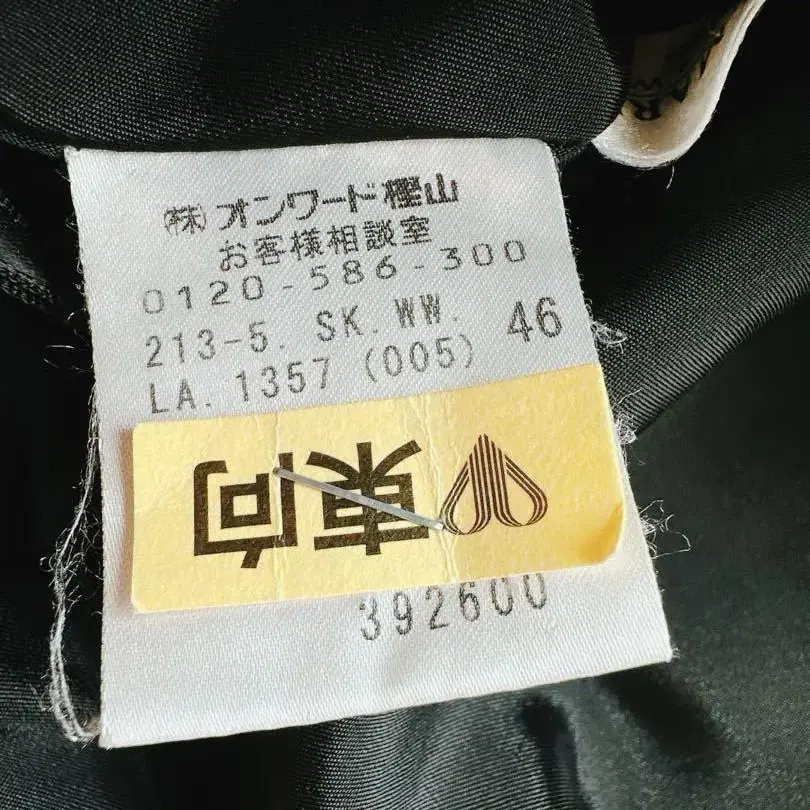 (株)オンワード樫山
お客様相談室
0120-586-300
213-5. SK. WW. 46
LA. 1357 (005)
東向
392600